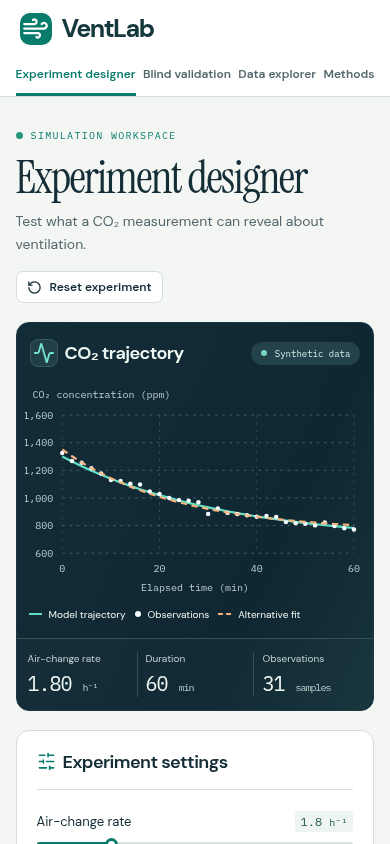 VentLab
Experiment designer Blind validation Data explorer Methods
SIMULATION WORKSPACE
Experiment designer
Test what a CO₂ measurement can reveal about
ventilation.
Reset experiment
CO₂ trajectory
Synthetic data
CO₂ concentration (ppm)
1,600
1,400
1,200
1,000
800
600
0 20 40 60
Elapsed time (min)
Model trajectory Observations Alternative fit
Air-change rate Duration Observations
1.80 h⁻¹ 60 min 31 samples
Experiment settings
Air-change rate 1.8 h⁻¹